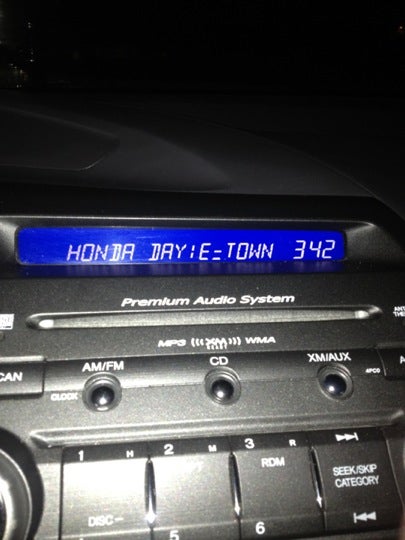 HONDA DAY:E=TOWN 342
Premium Audio System
MP3 ((XM)) WMA
AM/FM CD XM/AUX
CLOCK
1 H 2 M 3 R
RDM
SEEK/SKIP
CATEGORY
DISC-
5 6